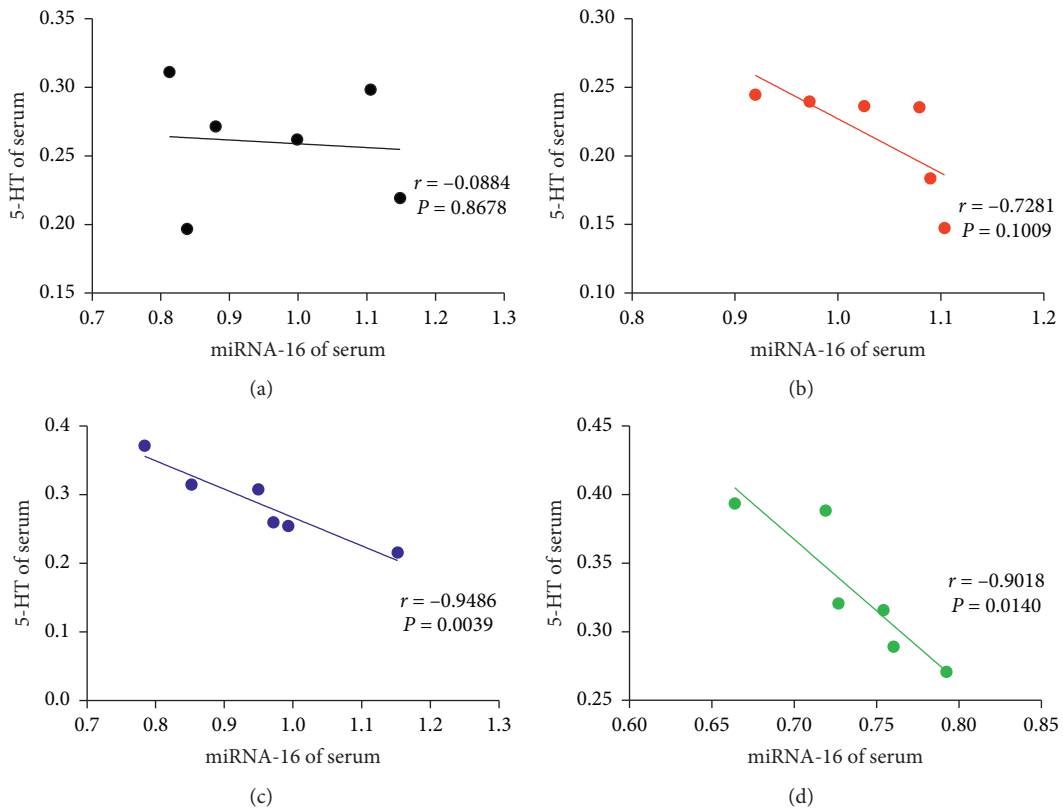 0.35
0.30
0.25
0.20
0.15
5-HT of serum
r = –0.0884
P = 0.8678
0.7 0.8 0.9 1.0 1.1 1.2 1.3
miRNA-16 of serum
(a)
0.30
0.25
0.20
0.15
0.10
5-HT of serum
r = –0.7281
P = 0.1009
0.8 0.9 1.0 1.1 1.2
miRNA-16 of serum
(b)
0.4
0.3
0.2
0.1
0.0
5-HT of serum
r = –0.9486
P = 0.0039
0.7 0.8 0.9 1.0 1.1 1.2 1.3
miRNA-16 of serum
(c)
0.45
0.40
0.35
0.30
0.25
5-HT of serum
r = –0.9018
P = 0.0140
0.60 0.65 0.70 0.75 0.80 0.85
miRNA-16 of serum
(d)